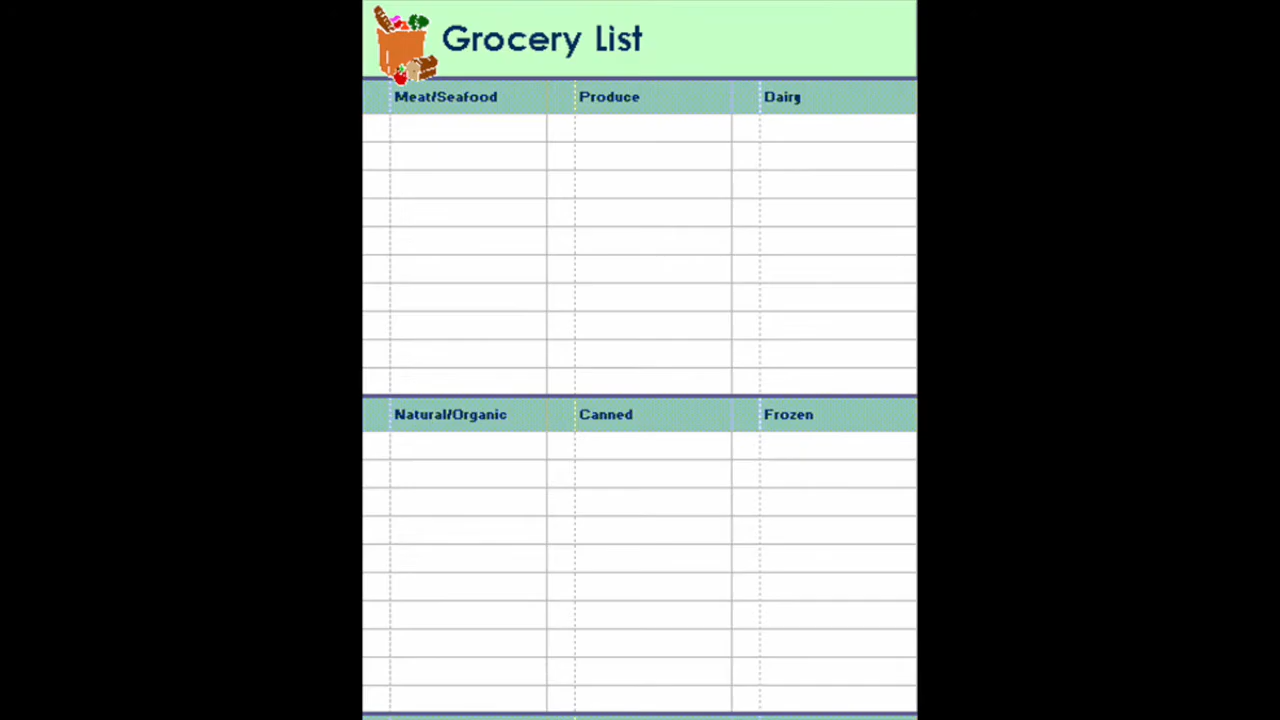 Grocery List
Meat/Seafood Produce Dairy
Natural/Organic Canned Frozen